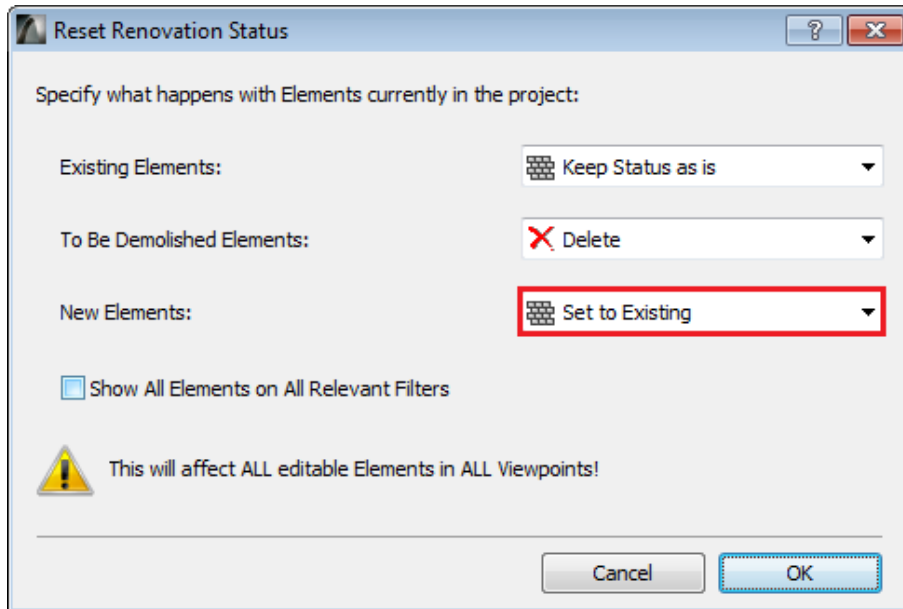 Reset Renovation Status
?
Specify what happens with Elements currently in the project:
Existing Elements: Keep Status as is
To Be Demolished Elements: Delete
New Elements: Set to Existing
Show All Elements on All Relevant Filters
This will affect ALL editable Elements in ALL Viewpoints!
Cancel OK